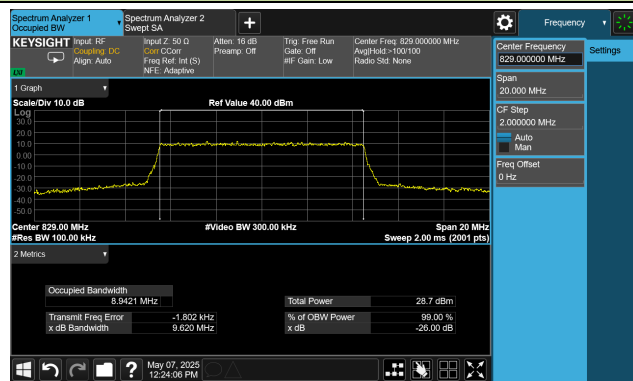 Spectrum Analyzer 1
Occupied BW
Spectrum Analyzer 2
Swept SA
Frequency
KEYSIGHT
Input: RF
Coupling: DC
Align: Auto
Input Z: 50 Ω
Corr CCorr
Freq Ref: Int (S)
NFE: Adaptive
Atten: 16 dB
Preamp: Off
Trig: Free Run
Gate: Off
#IF Gain: Low
Center Freq: 829.000000 MHz
Avg|Hold:>100/100
Radio Std: None
Center Frequency
829.000000 MHz
Settings
Span
20.000 MHz
CF Step
2.000000 MHz
Auto
Man
Freq Offset
0 Hz
1 Graph
Scale/Div 10.0 dB
Ref Value 40.00 dBm
Log
30.0
20.0
10.0
0.00
-10.0
-20.0
-30.0
-40.0
-50.0
Center 829.00 MHz
#Video BW 300.00 kHz
Span 20 MHz
#Res BW 100.00 kHz
Sweep 2.00 ms (2001 pts)
2 Metrics
Occupied Bandwidth
8.9421 MHz
Total Power 28.7 dBm
Transmit Freq Error -1.802 kHz
% of OBW Power 99.00 %
x dB Bandwidth 9.620 MHz
x dB -26.00 dB
?
May 07, 2025
12:24:06 PM